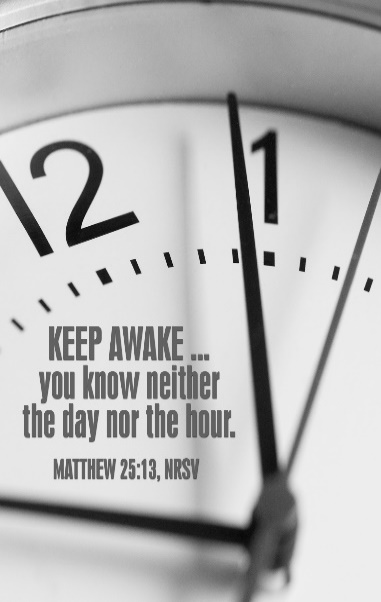 12
1
KEEP AWAKE ...
you know neither
the day nor the hour.
MATTHEW 25:13, NRSV